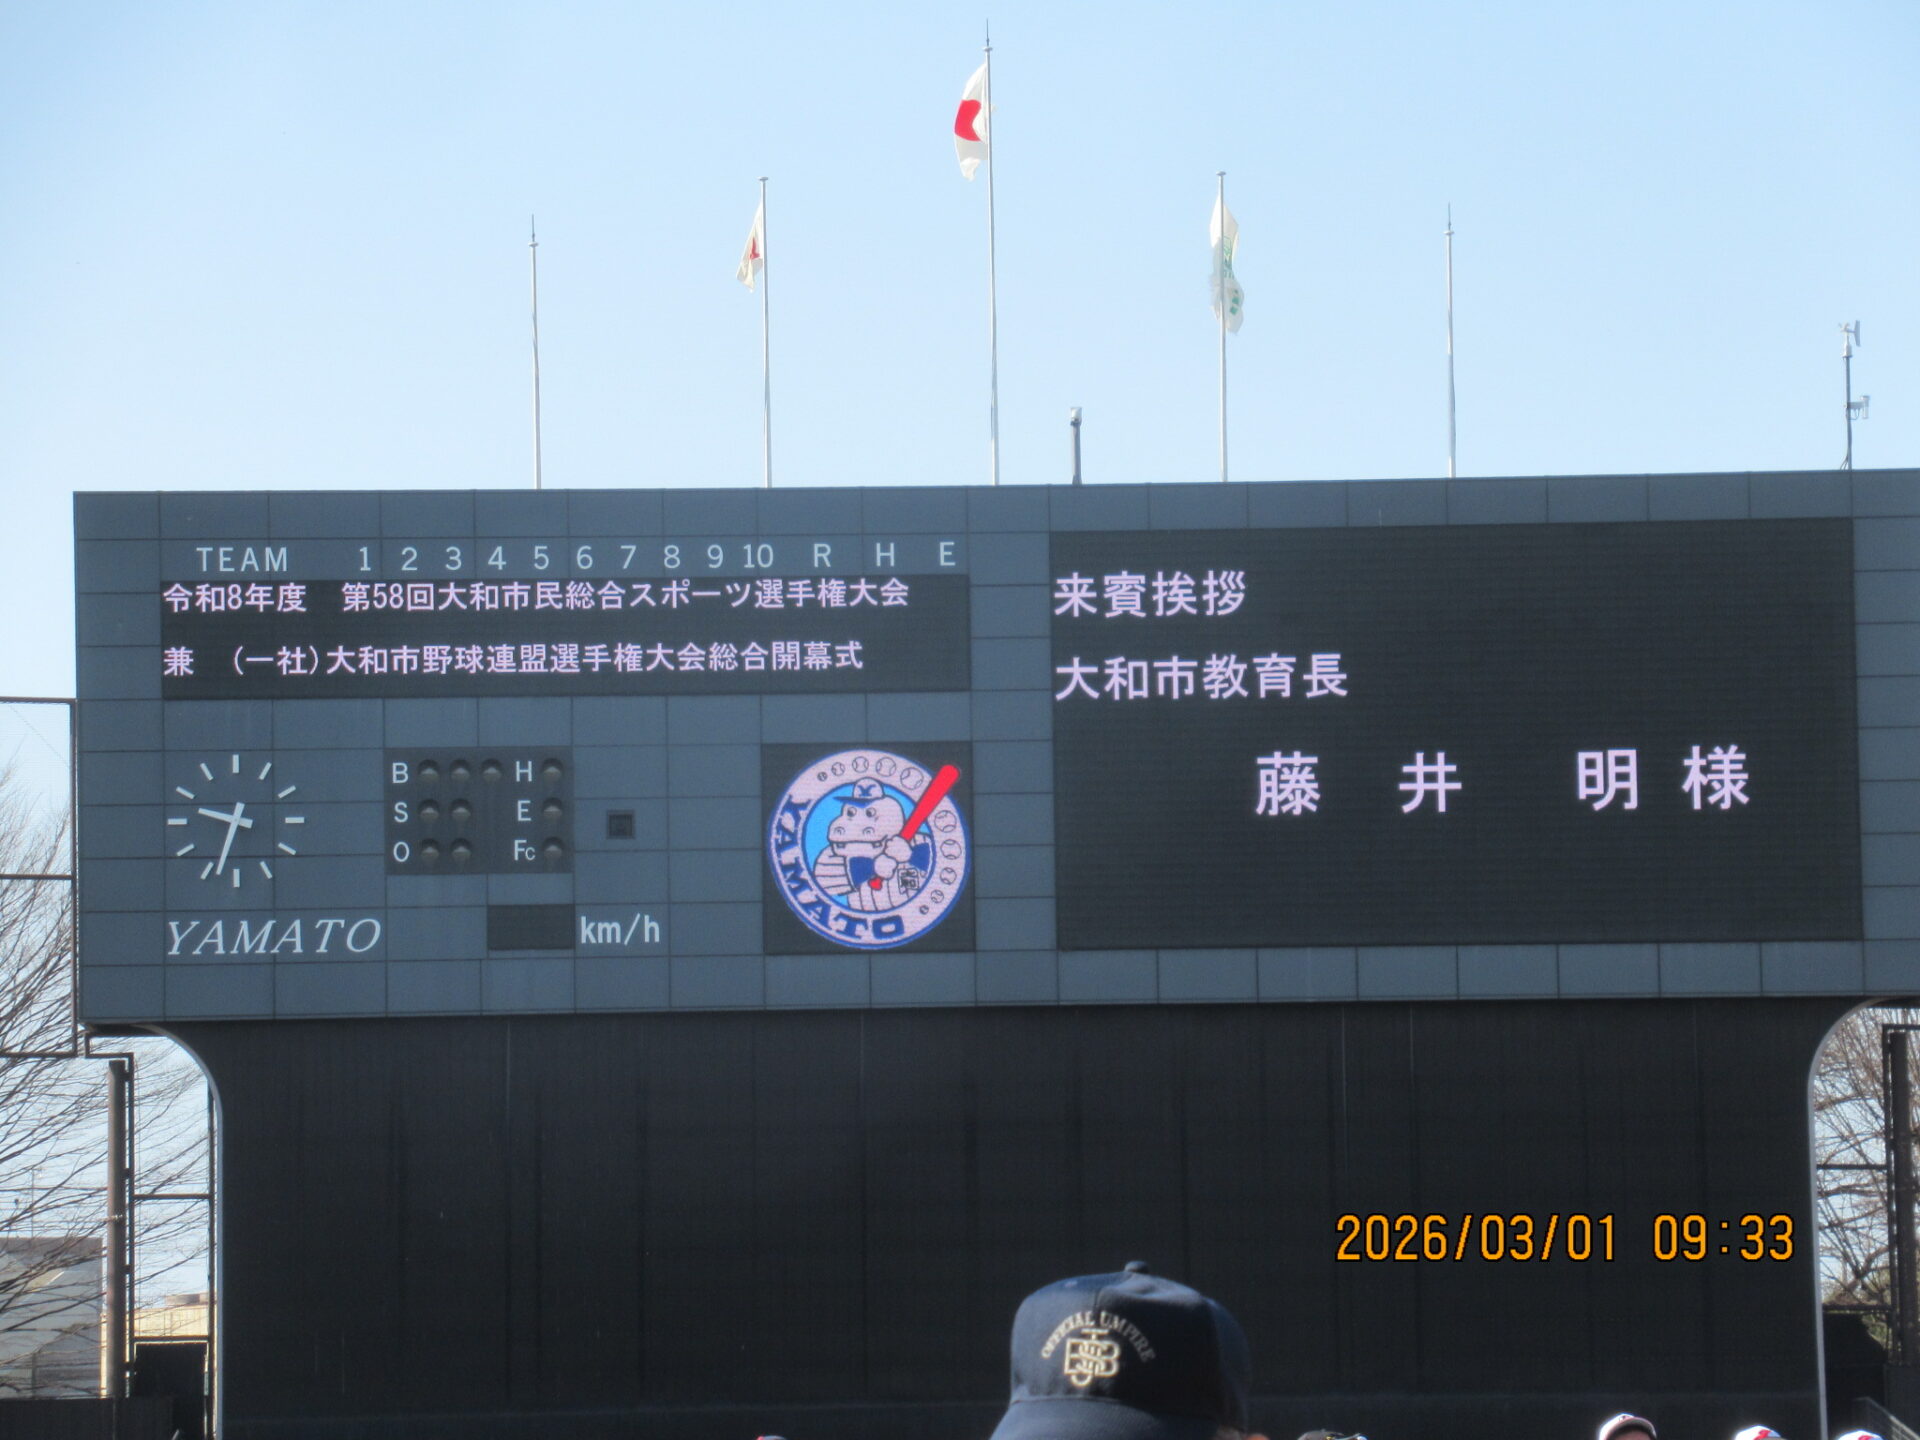 TEAM 1 2 3 4 5 6 7 8 9 10 R H E
令和8年度　第58回大和市民総合スポーツ選手権大会
兼　(一社)大和市野球連盟選手権大会総合開幕式
来賓挨拶
大和市教育長
藤　井　明　様
B H
S E
O FC
YAMATO
km/h
YAMATO
2026/03/01 09:33
OFFICIAL UMPIRE